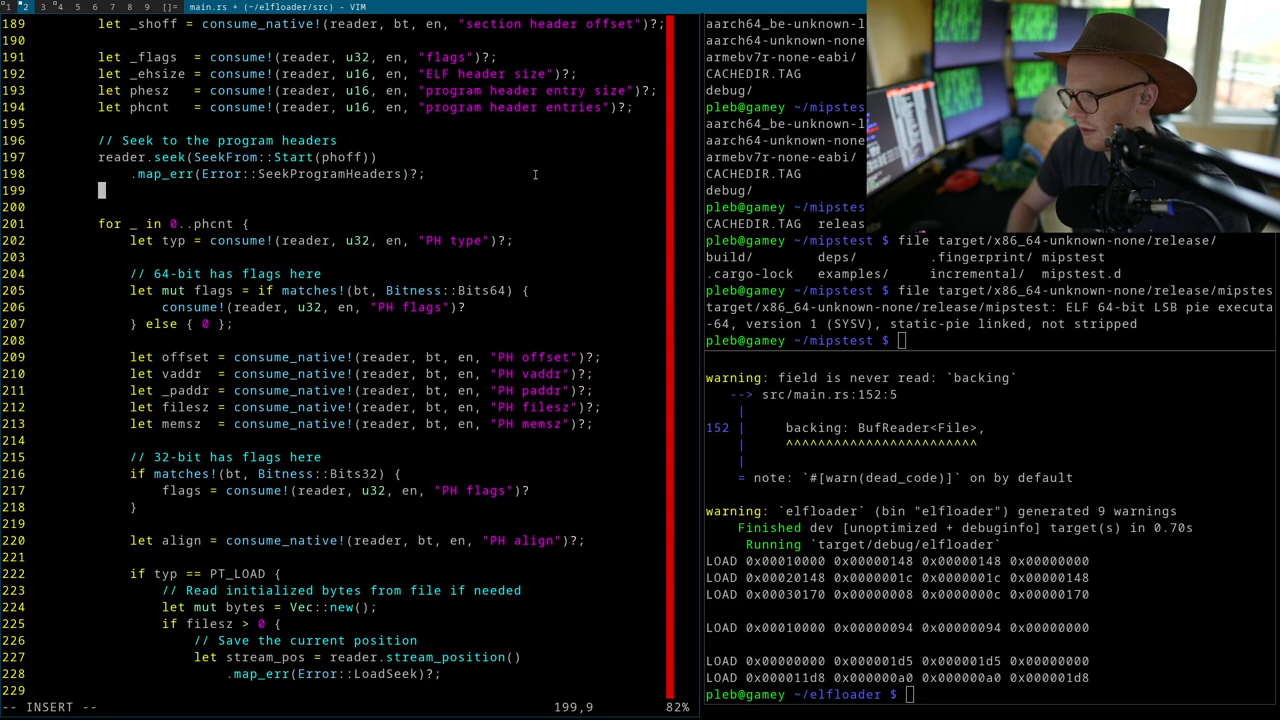 1 2 3 4 5 6 7 8 9 []= main.rs + (~/elfloader/src) - VIM
189 let _shoff = consume_native!(reader, bt, en, "section header offset")?;
190
191 let _flags = consume!(reader, u32, en, "flags")?;
192 let _ehsize = consume!(reader, u16, en, "ELF header size")?;
193 let phesz = consume!(reader, u16, en, "program header entry size")?;
194 let phcnt = consume!(reader, u16, en, "program header entries")?;
195
196 // Seek to the program headers
197 reader.seek(SeekFrom::Start(phoff))
198 .map_err(Error::SeekProgramHeaders)?;
199
200
201 for _ in 0..phcnt {
202 let typ = consume!(reader, u32, en, "PH type")?;
203
204 // 64-bit has flags here
205 let mut flags = if matches!(bt, Bitness::Bits64) {
206 consume!(reader, u32, en, "PH flags")?
207 } else { 0 };
208
209 let offset = consume_native!(reader, bt, en, "PH offset")?;
210 let vaddr = consume_native!(reader, bt, en, "PH vaddr")?;
211 let _paddr = consume_native!(reader, bt, en, "PH paddr")?;
212 let filesz = consume_native!(reader, bt, en, "PH filesz")?;
213 let memsz = consume_native!(reader, bt, en, "PH memsz")?;
214
215 // 32-bit has flags here
216 if matches!(bt, Bitness::Bits32) {
217 flags = consume!(reader, u32, en, "PH flags")?
218 }
219
220 let align = consume_native!(reader, bt, en, "PH align")?;
221
222 if typ == PT_LOAD {
223 // Read initialized bytes from file if needed
224 let mut bytes = Vec::new();
225 if filesz > 0 {
226 // Save the current position
227 let stream_pos = reader.stream_position()
228 .map_err(Error::LoadSeek)?;
229
-- INSERT -- 199,9 82%
aarch64_be-unknown-l
aarch64-unknown-none
armebv7r-none-eabi/
armv7r-none-eabi/
CACHEDIR.TAG
debug/
pleb@gamey ~/mipstes
aarch64_be-unknown-l
aarch64-unknown-none
armebv7r-none-eabi/
CACHEDIR.TAG
debug/
pleb@gamey ~/mipstes
CACHEDIR.TAG releas
pleb@gamey ~/mipstest $ file target/x86_64-unknown-none/release/
build/ deps/ .fingerprint/ mipstest
.cargo-lock examples/ incremental/ mipstest.d
pleb@gamey ~/mipstest $ file target/x86_64-unknown-none/release/mipstes
target/x86_64-unknown-none/release/mipstest: ELF 64-bit LSB pie executa
-64, version 1 (SYSV), static-pie linked, not stripped
pleb@gamey ~/mipstest $
warning: field is never read: `backing`
--> src/main.rs:152:5
|
152 | backing: BufReader<File>,
| ^^^^^^^^^^^^^^^^^^^^^^^^
|
= note: `#[warn(dead_code)]` on by default
warning: `elfloader` (bin "elfloader") generated 9 warnings
Finished dev [unoptimized + debuginfo] target(s) in 0.70s
Running `target/debug/elfloader`
LOAD 0x00010000 0x00000148 0x00000148 0x00000000
LOAD 0x00020148 0x0000001c 0x0000001c 0x00000148
LOAD 0x00030170 0x00000008 0x0000000c 0x00000170
LOAD 0x00010000 0x00000094 0x00000094 0x00000000
LOAD 0x00000000 0x000001d5 0x000001d5 0x00000000
LOAD 0x000011d8 0x000000a0 0x000000a0 0x000001d8
pleb@gamey ~/elfloader $